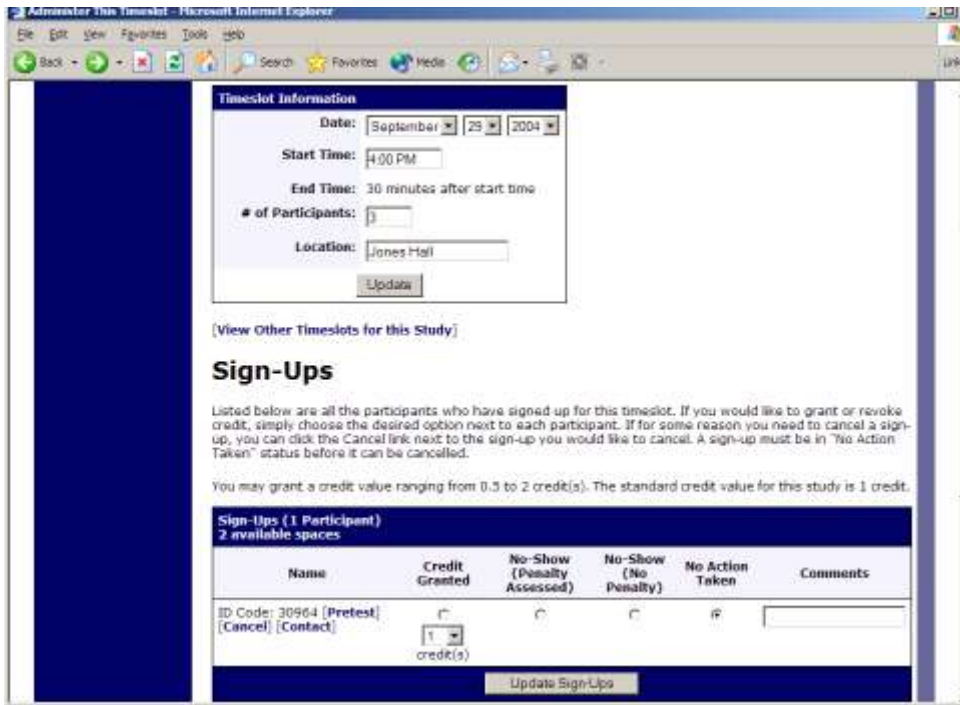 Administer This Timeslot - Microsoft Internet Explorer
File Edit View Favorites Tools Help
Back Search Favorites Media
Timeslot Information
Date: September 29 2004
Start Time: 4:00 PM
End Time: 30 minutes after start time
# of Participants: 3
Location: Jones Hall
Update
[View Other Timeslots for this Study]
Sign-Ups
Listed below are all the participants who have signed up for this timeslot. If you would like to grant or revoke
credit, simply choose the desired option next to each participant. If for some reason you need to cancel a sign-
up, you can click the Cancel link next to the sign-up you would like to cancel. A sign-up must be in "No Action
Taken" status before it can be cancelled.
You may grant a credit value ranging from 0.5 to 2 credit(s). The standard credit value for this study is 1 credit.
Sign-Ups (1 Participant)
2 available spaces
Name Credit Granted No-Show (Penalty Assessed) No-Show (No Penalty) No Action Taken Comments
ID Code: 30964 [Pretest]
[Cancel] [Contact]
1
credit(s)
Update Sign-Ups